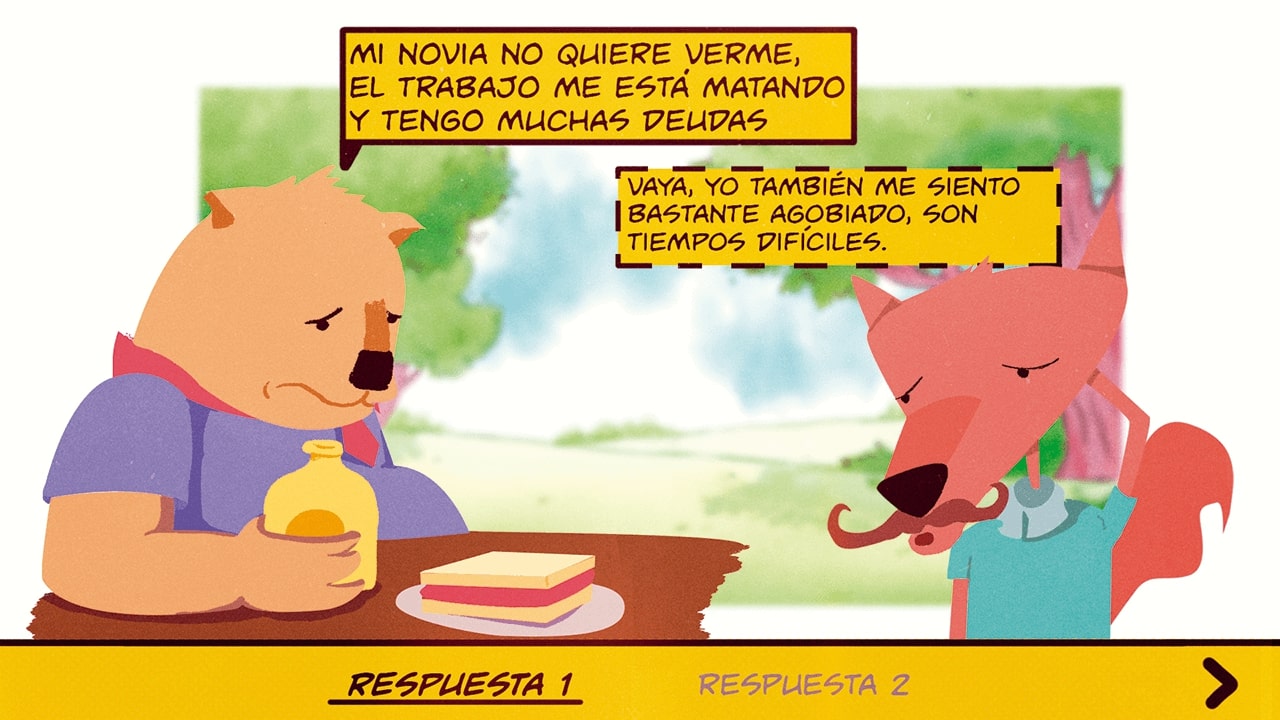 MI NOVIA NO QUIERE VERME,
EL TRABAJO ME ESTÁ MATANDO
Y TENGO MUCHAS DEUDAS
VAYA, YO TAMBIÉN ME SIENTO
BASTANTE AGOBIADO, SON
TIEMPOS DIFÍCILES.
RESPUESTA 1
RESPUESTA 2